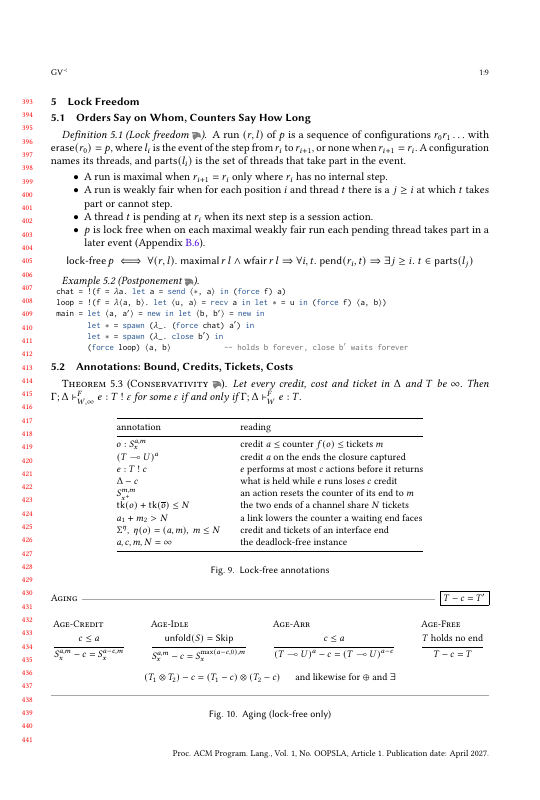 GV⊲ 1:9
393 5 Lock Freedom
394 5.1 Orders Say on Whom, Counters Say How Long
395 Definition 5.1 (Lock freedom). A run (r, l) of p is a sequence of configurations r₀r₁ . . . with
396 erase(r₀) = p, where lᵢ is the event of the step from rᵢ to rᵢ₊₁, or none when rᵢ₊₁ = rᵢ. A configuration
397 names its threads, and parts(lᵢ) is the set of threads that take part in the event.
398 • A run is maximal when rᵢ₊₁ = rᵢ only where rᵢ has no internal step.
399 • A run is weakly fair when for each position i and thread t there is a j ≥ i at which t takes
400 part or cannot step.
401 • A thread t is pending at rᵢ when its next step is a session action.
402 • p is lock free when on each maximal weakly fair run each pending thread takes part in a
403 later event (Appendix B.6).
404
405 lock-free p ⟺ ∀(r, l). maximal r l ∧ wfair r l ⇒ ∀i, t. pend(rᵢ, t) ⇒ ∃j ≥ i. t ∈ parts(lⱼ)
406 Example 5.2 (Postponement).
407 chat = !(f = λa. let a = send ⟨*, a⟩ in (force f) a)
408 loop = !(f = λ⟨a, b⟩. let ⟨u, a⟩ = recv a in let * = u in (force f) ⟨a, b⟩)
409 main = let ⟨a, a′⟩ = new in let ⟨b, b′⟩ = new in
410 let * = spawn (λ_. (force chat) a′) in
411 let * = spawn (λ_. close b′) in
412 (force loop) ⟨a, b⟩ -- holds b forever, close b′ waits forever
413 5.2 Annotations: Bound, Credits, Tickets, Costs
414 Theorem 5.3 (Conservativity). Let every credit, cost and ticket in Δ and T be ∞. Then
415 Γ; Δ ⊢ᶠ_{W,∞} e : T ! ε for some ε if and only if Γ; Δ ⊢ᶠ_W e : T.
416
417 annotation reading
418 o : Sₓ^{a,m} credit a ≤ counter f(o) ≤ tickets m
419 (T ⊸ U)ᵃ credit a on the ends the closure captured
420 e : T ! c e performs at most c actions before it returns
421 Δ − c what is held while e runs loses c credit
422 S_{x⁺}^{m,m} an action resets the counter of its end to m
423 tk(o) + tk(o̅) ≤ N the two ends of a channel share N tickets
424 a₁ + m₂ > N a link lowers the counter a waiting end faces
425 Σ^η, η(o) = (a, m), m ≤ N credit and tickets of an interface end
426 a, c, m, N = ∞ the deadlock-free instance
427
428 Fig. 9. Lock-free annotations
429
430 Aging T − c = T′
431
432 Age-Credit Age-Idle Age-Arr Age-Free
433 c ≤ a unfold(S) = Skip c ≤ a T holds no end
434 Sₓ^{a,m} − c = Sₓ^{a−c,m} Sₓ^{a,m} − c = Sₓ^{max(a−c,0),m} (T ⊸ U)ᵃ − c = (T ⊸ U)^{a−c} T − c = T
435
436 (T₁ ⊗ T₂) − c = (T₁ − c) ⊗ (T₂ − c) and likewise for ⊕ and ∃
437
438
439 Fig. 10. Aging (lock-free only)
440
441
Proc. ACM Program. Lang., Vol. 1, No. OOPSLA, Article 1. Publication date: April 2027.